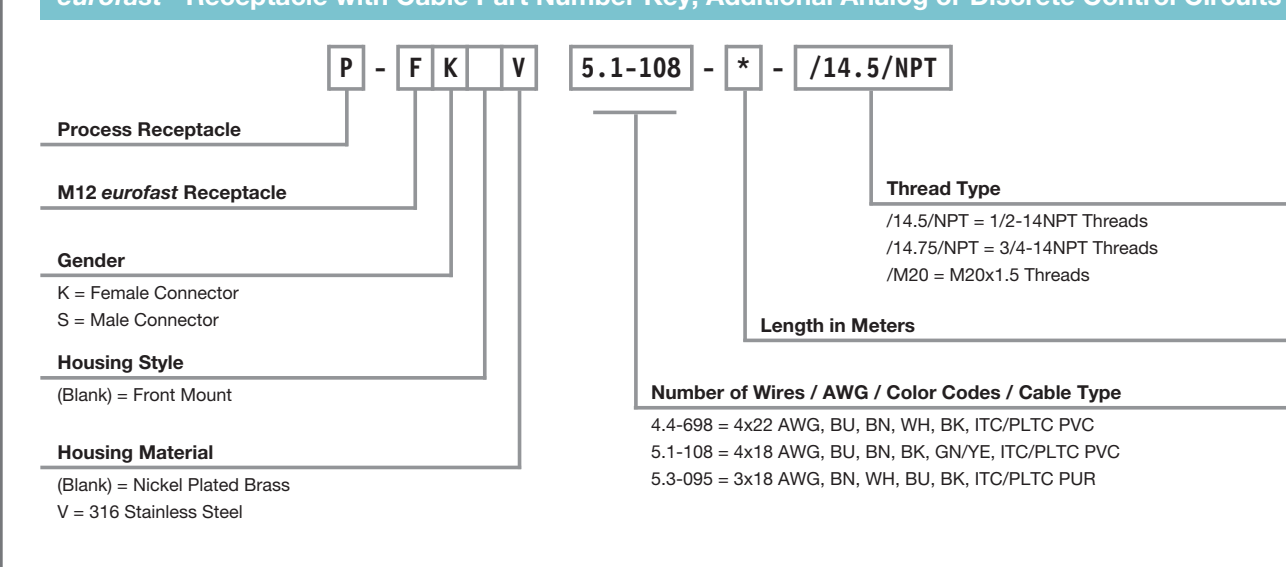 eurofast® Receptacle with Cable Part Number Key, Additional Analog or Discrete Control Circuits
P - F K V 5.1-108 - * - /14.5/NPT
Process Receptacle
M12 eurofast Receptacle
Gender
K = Female Connector
S = Male Connector
Housing Style
(Blank) = Front Mount
Housing Material
(Blank) = Nickel Plated Brass
V = 316 Stainless Steel
Thread Type
/14.5/NPT = 1/2-14NPT Threads
/14.75/NPT = 3/4-14NPT Threads
/M20 = M20x1.5 Threads
Length in Meters
Number of Wires / AWG / Color Codes / Cable Type
4.4-698 = 4x22 AWG, BU, BN, WH, BK, ITC/PLTC PVC
5.1-108 = 4x18 AWG, BU, BN, BK, GN/YE, ITC/PLTC PVC
5.3-095 = 3x18 AWG, BN, WH, BU, BK, ITC/PLTC PUR